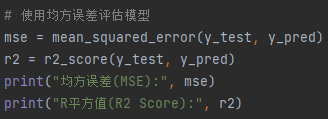 # 使用均方误差评估模型
mse = mean_squared_error(y_test, y_pred)
r2 = r2_score(y_test, y_pred)
print("均方误差(MSE):", mse)
print("R平方值(R2 Score):", r2)